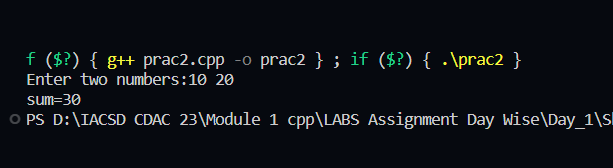 f ($?) { g++ prac2.cpp -o prac2 } ; if ($?) { .\prac2 }
Enter two numbers:10 20
sum=30
PS D:\IACSD CDAC 23\Module 1 cpp\LABS Assignment Day Wise\Day_1\S